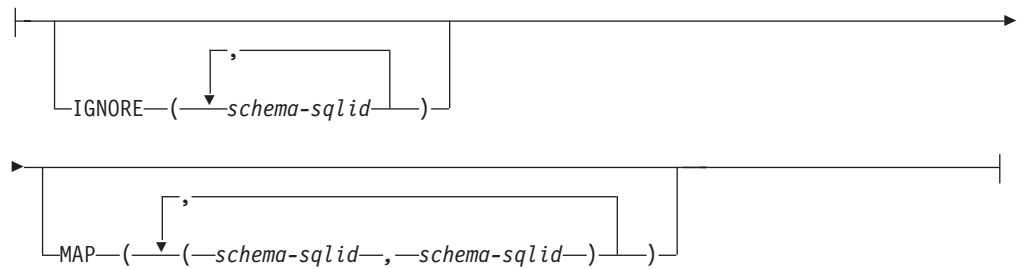 ,
IGNORE ( schema-sqlid )
,
MAP ( ( schema-sqlid , schema-sqlid ) )